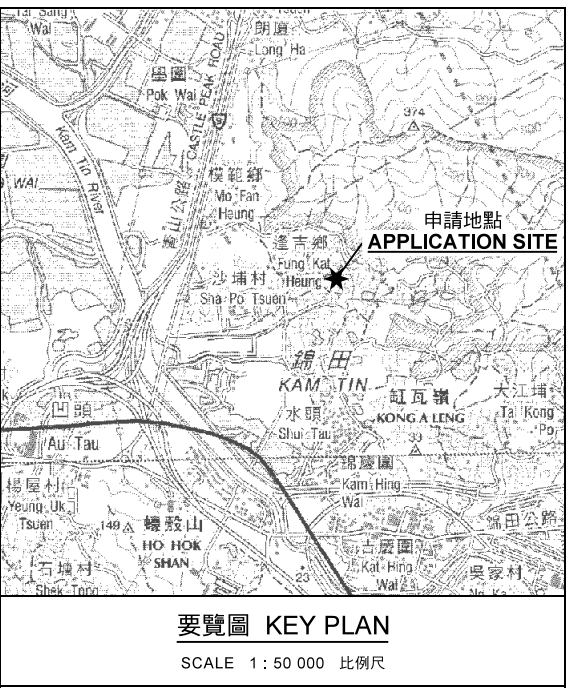 Tai Sang
Wai
朗廈
Long Ha
學圍
Pok Wai
CASTLE PEAK ROAD
青山公路
374
Kam Tin River
WAI
模範鄉
Mo Fan
Heung
申請地點
APPLICATION SITE
逢吉鄉
Fung Kat
Heung
沙埔村
Sha Po Tsuen
錦田
KAM TIN
缸瓦嶺
KONG A LENG
39
大江埔
Tai Kong
Po
凹頭
Au Tau
水頭
Shui Tau
錦慶圍
Kam Hing
Wai
楊屋村
Yeung Uk
Tsuen
149
蠔殼山
HO HOK
SHAN
錦田公路
吉慶圍
Kat Hing
Wai
吳家村
石塘村
Shek Tong
23
要覽圖 KEY PLAN
SCALE 1 : 50 000 比例尺